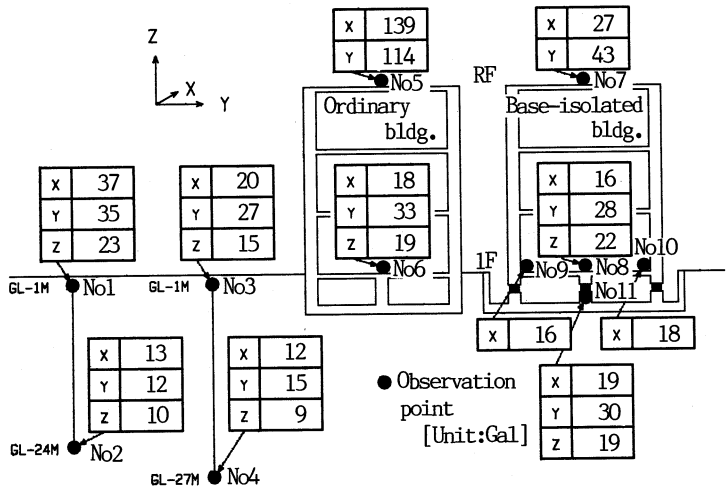 X 139
Y 114
No5
X 27
Y 43
No7
RF
Z
X
Y
Ordinary
bldg.
Base-isolated
bldg.
X 37
Y 35
Z 23
No1
GL-1M
X 20
Y 27
Z 15
No3
GL-1M
X 18
Y 33
Z 19
No6
X 16
Y 28
Z 22
No10
1F
No9
No8
No11
X 16
X 18
X 13
Y 12
Z 10
GL-24M
No2
X 12
Y 15
Z 9
GL-27M
No4
Observation
point
[Unit:Gal]
X 19
Y 30
Z 19